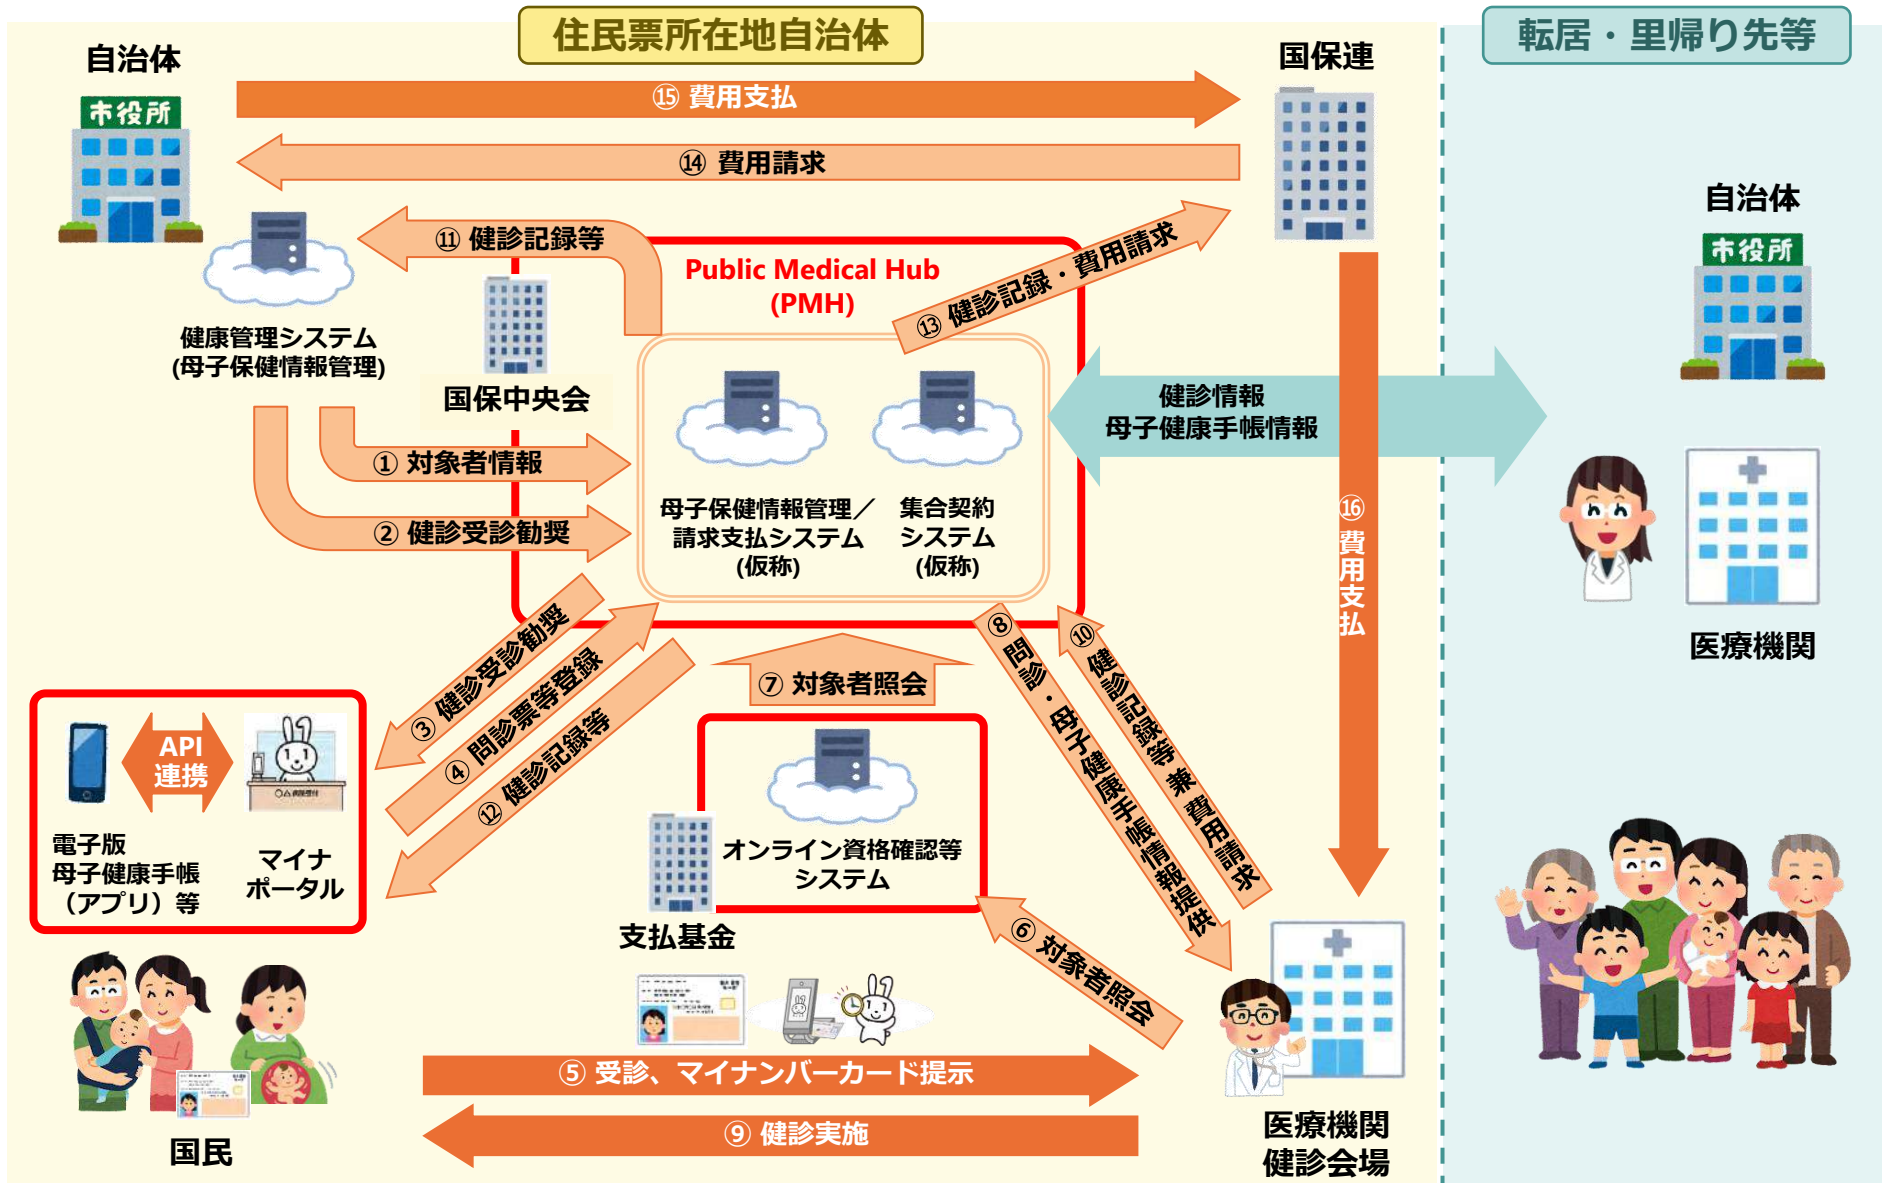 住民票所在地自治体
転居・里帰り先等
自治体
市役所
国保連
⑮ 費用支払
⑭ 費用請求
⑪ 健診記録等
⑬ 健診記録・費用請求
Public Medical Hub
(PMH)
健康管理システム
(母子保健情報管理)
国保中央会
① 対象者情報
② 健診受診勧奨
母子保健情報管理／
請求支払システム
(仮称)
集合契約
システム
(仮称)
健診情報
母子健康手帳情報
⑯ 費用支払
自治体
市役所
医療機関
③ 健診受診勧奨
④ 問診票等登録
⑫ 健診記録等
⑦ 対象者照会
⑧ 問診・母子健康手帳情報提供
⑩ 健診記録等 兼 費用請求
API
連携
電子版
母子健康手帳
（アプリ）等
マイナ
ポータル
オンライン資格確認等
システム
支払基金
⑥ 対象者照会
⑤ 受診、マイナンバーカード提示
⑨ 健診実施
国民
医療機関
健診会場